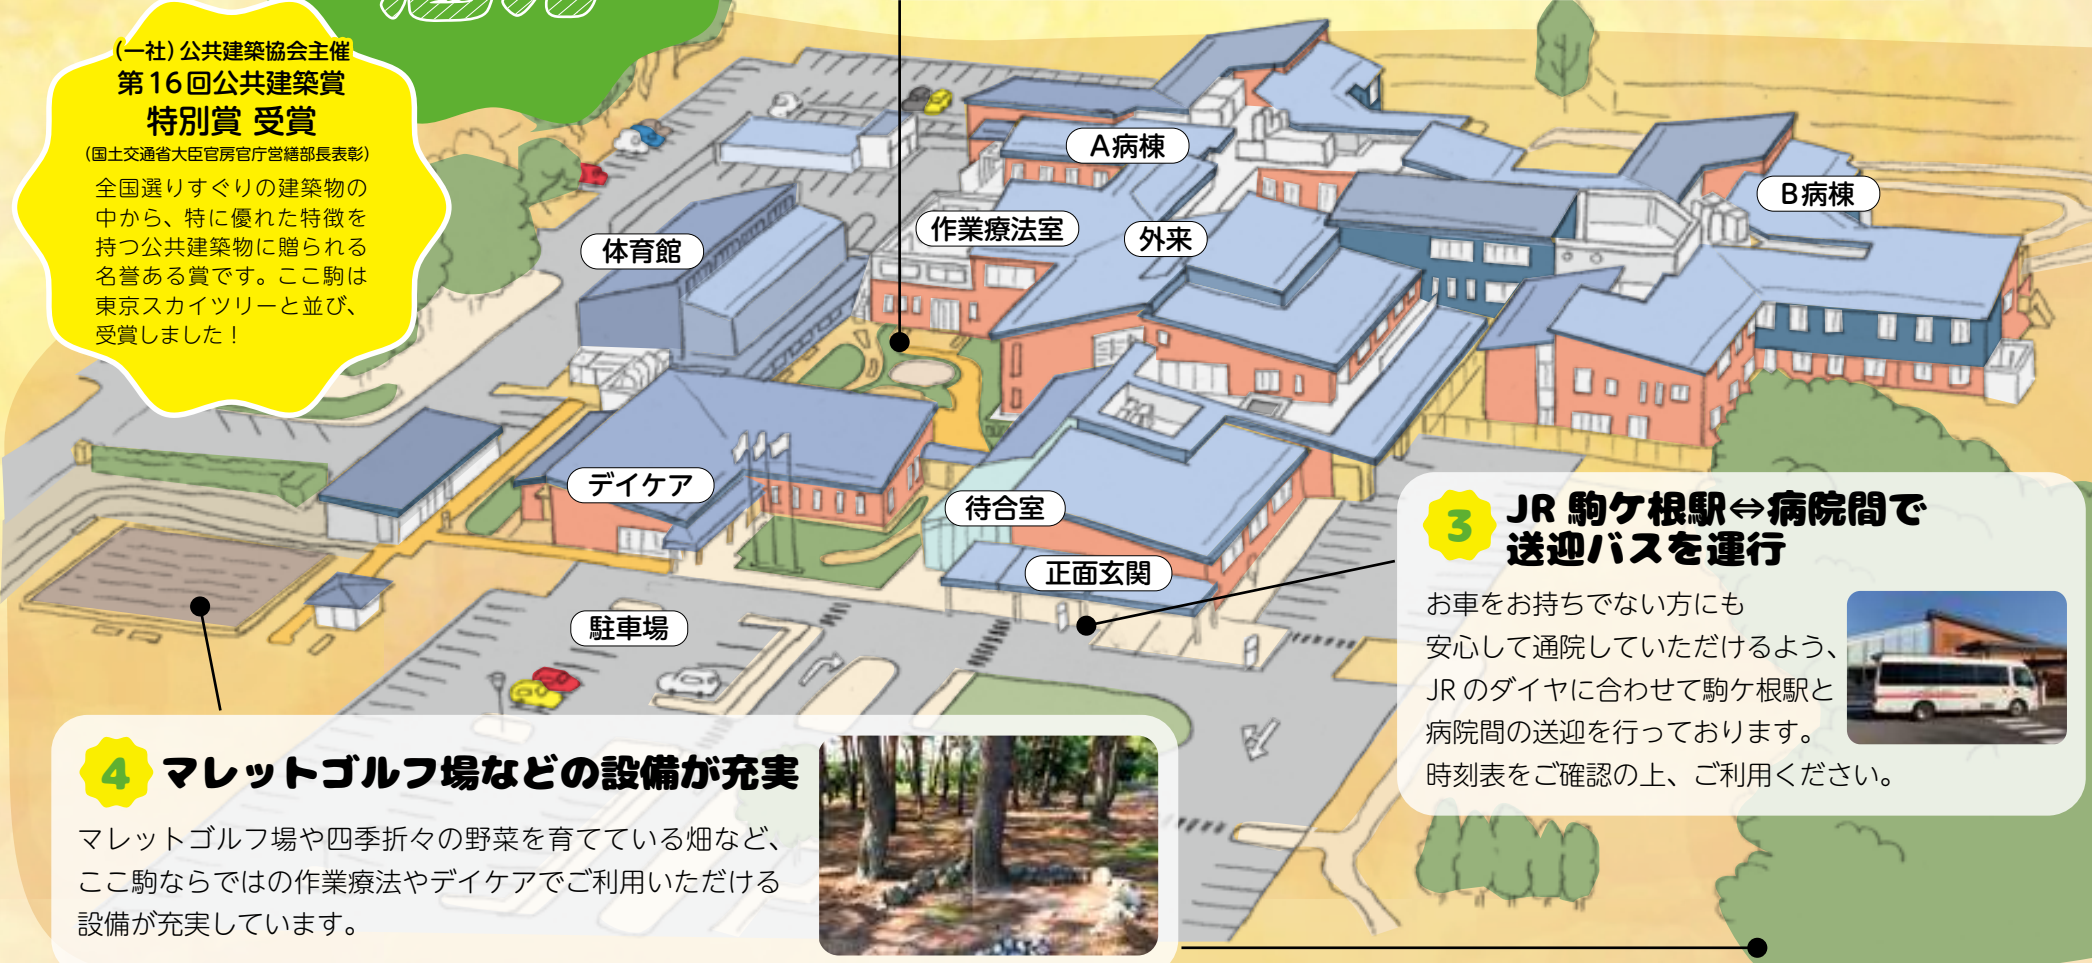 (一社)公共建築協会主催
第16回公共建築賞
特別賞 受賞
(国土交通省大臣官房官庁営繕部長表彰)
全国選りすぐりの建築物の
中から、特に優れた特徴を
持つ公共建築物に贈られる
名誉ある賞です。ここ駒は
東京スカイツリーと並び、
受賞しました！
A病棟
B病棟
作業療法室
外来
体育館
デイケア
待合室
正面玄関
駐車場
3 JR 駒ケ根駅⇔病院間で
送迎バスを運行
お車をお持ちでない方にも
安心して通院していただけるよう、
JRのダイヤに合わせて駒ケ根駅と
病院間の送迎を行っております。
時刻表をご確認の上、ご利用ください。
4 マレットゴルフ場などの設備が充実
マレットゴルフ場や四季折々の野菜を育てている畑など、
ここ駒ならではの作業療法やデイケアでご利用いただける
設備が充実しています。